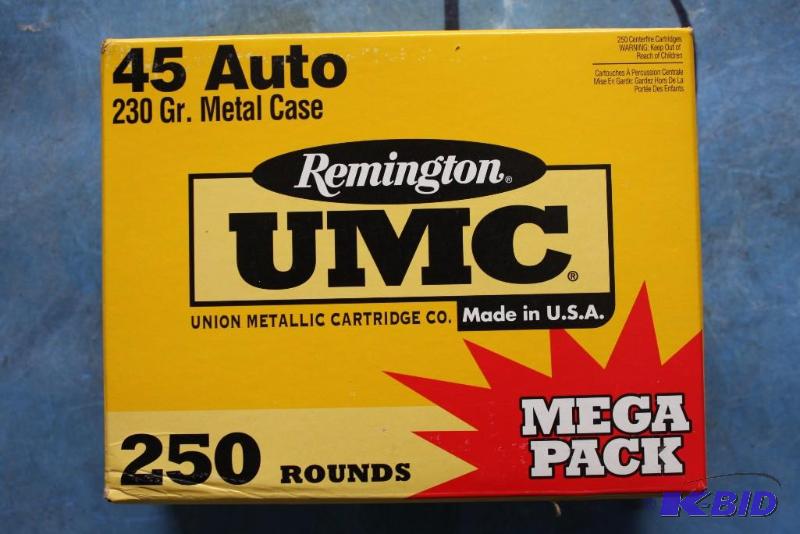 45 Auto
230 Gr. Metal Case
250 Centerfire Cartridges
WARNING: Keep Out of
Reach of Children
Cartouches À Percussion Centrale
Mise En Garde: Gardez Hors De La
Portée Des Enfants
Remington®
UMC®
UNION METALLIC CARTRIDGE CO.
Made in U.S.A.
MEGA
PACK
250 ROUNDS
K-BID